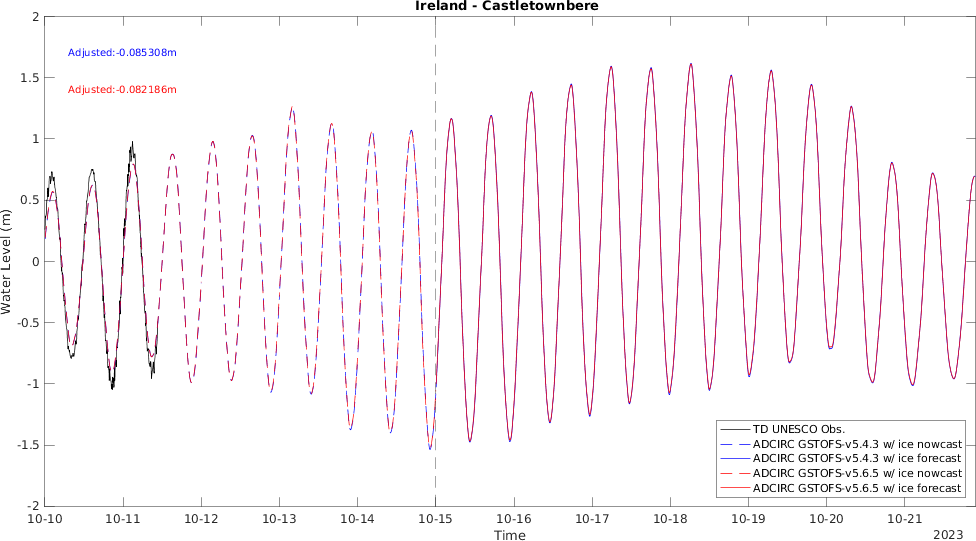 Ireland - Castletownbere
Adjusted:-0.085308m
Adjusted:-0.082186m
2
1.5
1
0.5
0
-0.5
-1
-1.5
-2
Water Level (m)
TD UNESCO Obs.
ADCIRC GSTOFS-v5.4.3 w/ ice nowcast
ADCIRC GSTOFS-v5.4.3 w/ ice forecast
ADCIRC GSTOFS-v5.6.5 w/ ice nowcast
ADCIRC GSTOFS-v5.6.5 w/ ice forecast
10-10 10-11 10-12 10-13 10-14 10-15 10-16 10-17 10-18 10-19 10-20 10-21
Time
2023